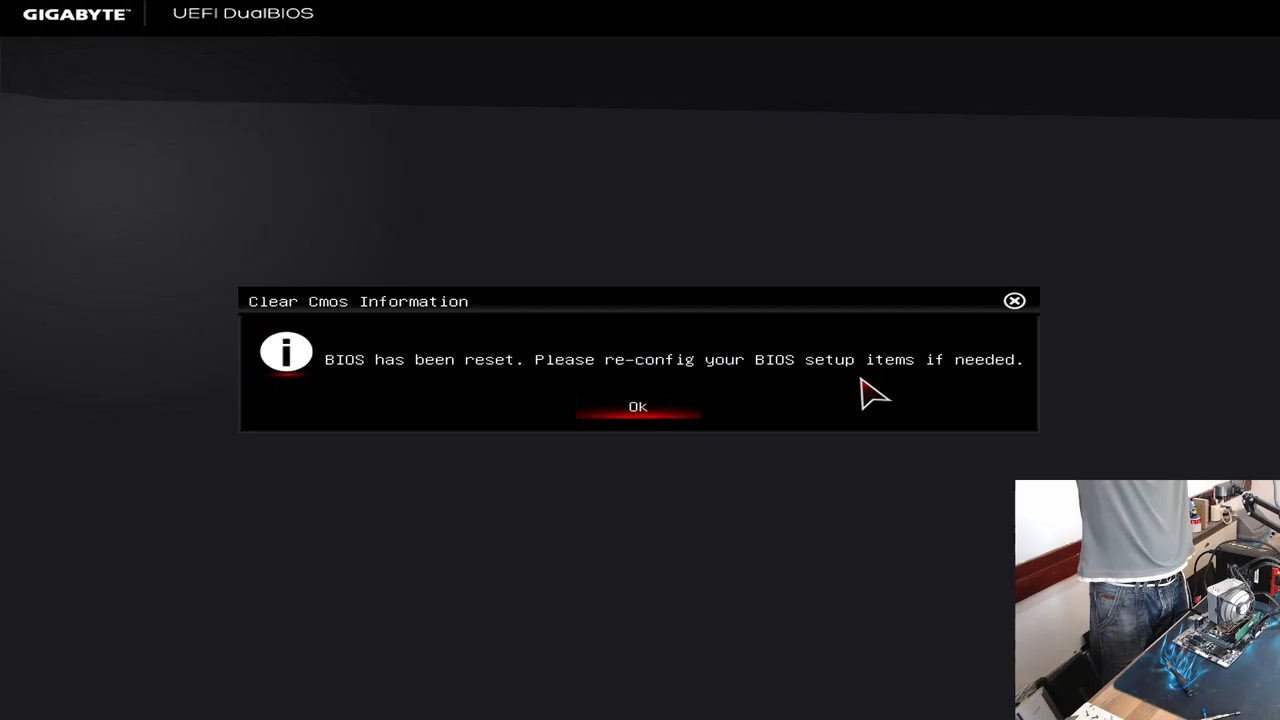 GIGABYTE™ UEFI DualBIOS
Clear Cmos Information
BIOS has been reset. Please re-config your BIOS setup items if needed.
Ok